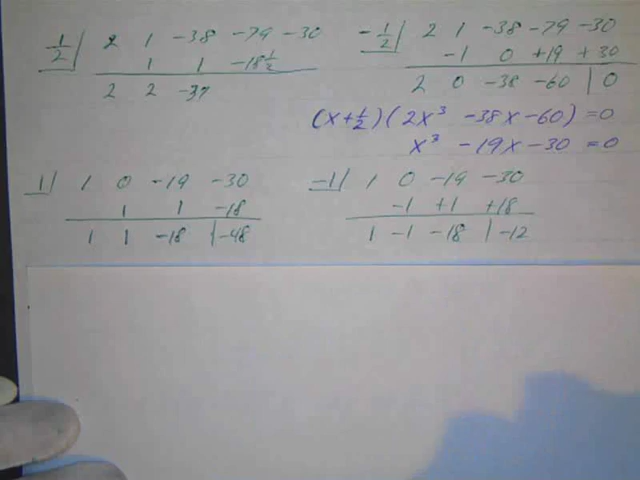 1/2| 2 1 -38 -79 -30
1 1 -18 1/2
2 2 -37
-1/2| 2 1 -38 -79 -30
-1 0 +19 +30
2 0 -38 -60 | 0
(x+1/2)(2x³ -38x -60) =0
x³ -19x -30 =0
1| 1 0 -19 -30
1 1 -18
1 1 -18 |-48
-1| 1 0 -19 -30
-1 +1 +18
1 -1 -18 | -12